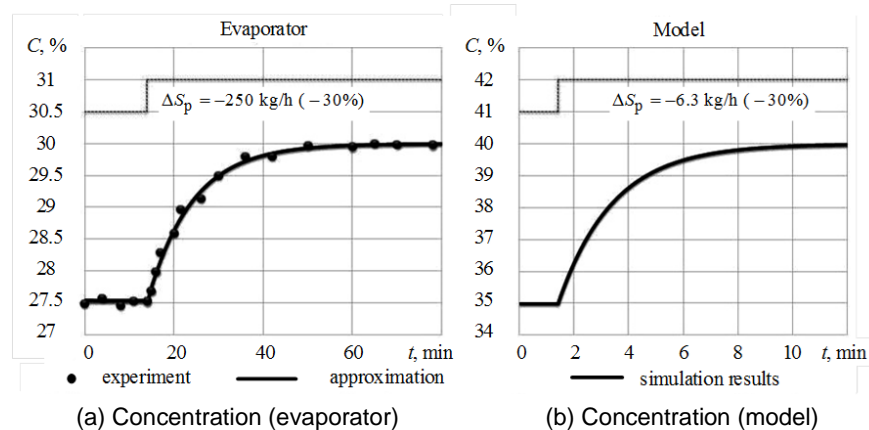 Evaporator
C, %
31
30.5
30
29.5
29
28.5
28
27.5
27
ΔSp = −250 kg/h ( −30%)
0 20 40 60 t, min
experiment approximation
(a) Concentration (evaporator)
Model
C, %
42
41
40
39
38
37
36
35
34
ΔSp = −6.3 kg/h (−30%)
0 2 4 6 8 10 t, min
simulation results
(b) Concentration (model)